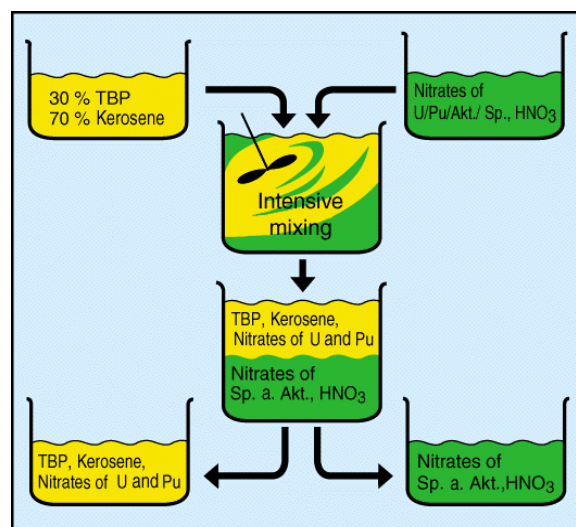 30 % TBP
70 % Kerosene
Nitrates of
U/Pu/Akt./ Sp., HNO₃
Intensive
mixing
TBP, Kerosene,
Nitrates of U and Pu
Nitrates of
Sp. a. Akt., HNO₃
TBP, Kerosene,
Nitrates of U and Pu
Nitrates of
Sp. a. Akt.,HNO₃